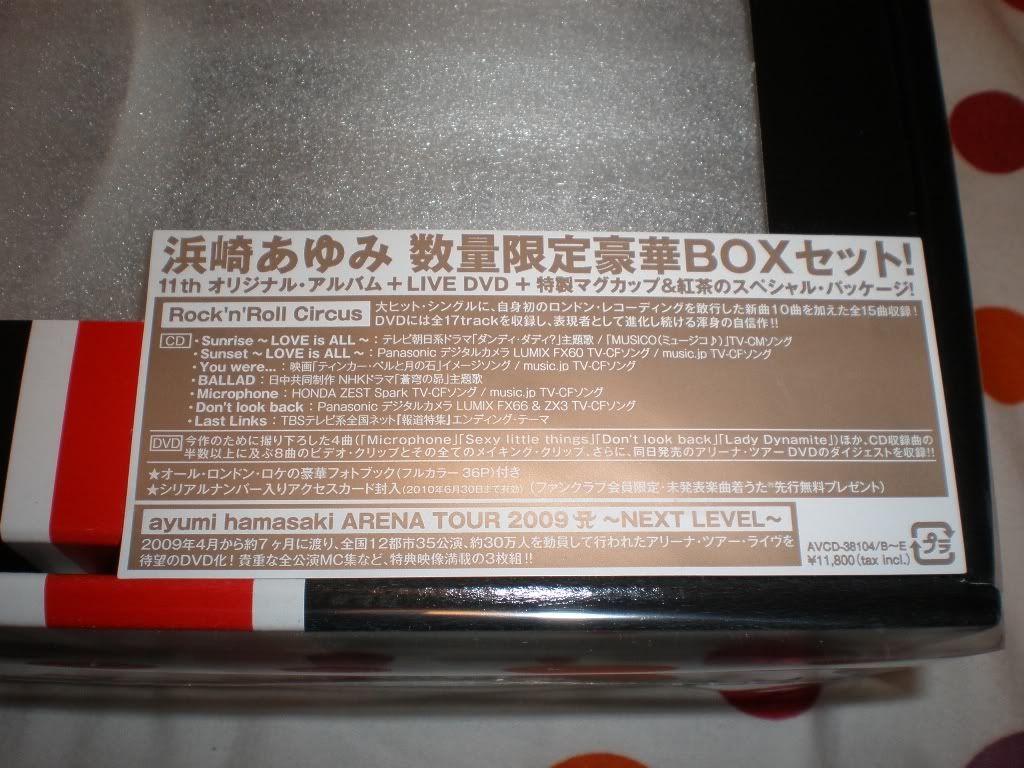 浜崎あゆみ 数量限定豪華BOXセット!
11th オリジナル・アルバム+LIVE DVD+特製マグカップ&紅茶のスペシャル・パッケージ!
Rock'n'Roll Circus
大ヒット・シングルに、自身初のロンドン・レコーディングを敢行した新曲10曲を加えた全15曲収録!
DVDには全17trackを収録し、表現者として進化し続ける渾身の自信作!!
CD ・Sunrise ~LOVE is ALL~:テレビ朝日系ドラマ「ダンディ・ダディ?」主題歌 /「MUSICO(ミュージコ♪)」TV-CMソング
・Sunset ~LOVE is ALL~:Panasonic デジタルカメラ LUMIX FX60 TV-CFソング / music.jp TV-CFソング
・You were...:映画「ティンカー・ベルと月の石」イメージソング / music.jp TV-CFソング
・BALLAD:日中共同制作 NHKドラマ「蒼穹の昴」主題歌
・Microphone:HONDA ZEST Spark TV-CFソング / music.jp TV-CFソング
・Don't look back:Panasonic デジタルカメラ LUMIX FX66 & ZX3 TV-CFソング
・Last Links:TBSテレビ系全国ネット『報道特集』エンディング・テーマ
DVD 今作のために撮り下ろした4曲(「Microphone」「Sexy little things」「Don't look back」「Lady Dynamite」)ほか、CD収録曲の
半数以上に及ぶ8曲のビデオ・クリップとその全てのメイキング・クリップ、さらに、同日発売のアリーナ・ツアーDVDのダイジェストを収録!!
★オール・ロンドン・ロケの豪華フォトブック(フルカラー 36P)付き
★シリアルナンバー入りアクセスカード封入(2010年6月30日まで有効) (ファンクラブ会員限定・未発表楽曲着うた®先行無料プレゼント)
ayumi hamasaki ARENA TOUR 2009 A ~NEXT LEVEL~
2009年4月から約7ヶ月に渡り、全国12都市35公演、約30万人を動員して行われたアリーナ・ツアー・ライヴを
待望のDVD化! 貴重な全公演MC集など、特典映像満載の3枚組!!
AVCD-38104/B~E
¥11,800(tax incl.)
プラ